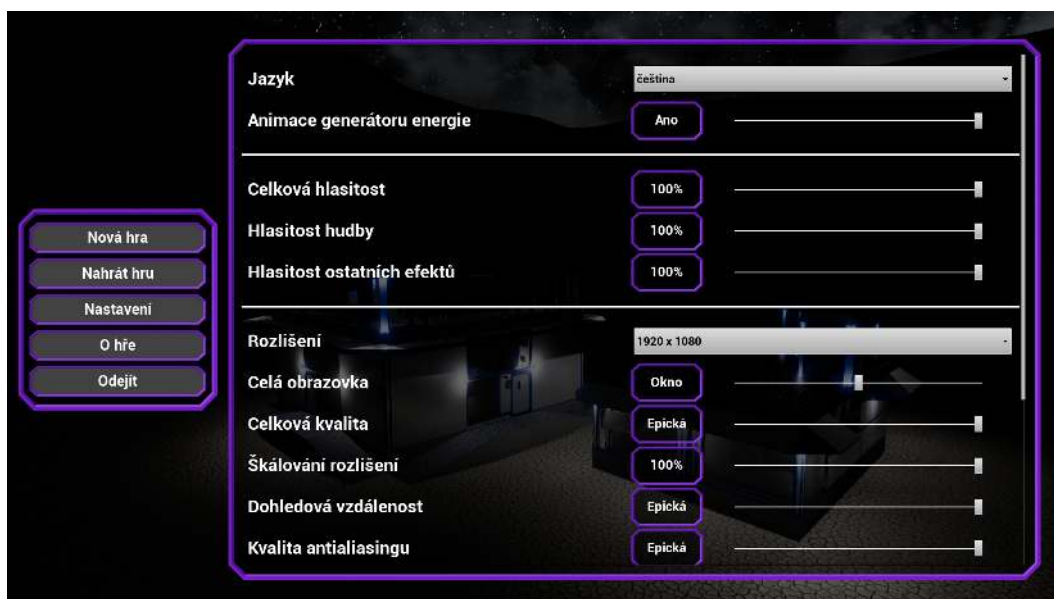 Nová hra
Nahrát hru
Nastavení
O hře
Odejít
Jazyk
čeština
Animace generátoru energie
Ano
Celková hlasitost
100%
Hlasitost hudby
100%
Hlasitost ostatních efektů
100%
Rozlišení
1920 x 1080
Celá obrazovka
Okno
Celková kvalita
Epická
Škálování rozlišení
100%
Dohledová vzdálenost
Epická
Kvalita antialiasingu
Epická